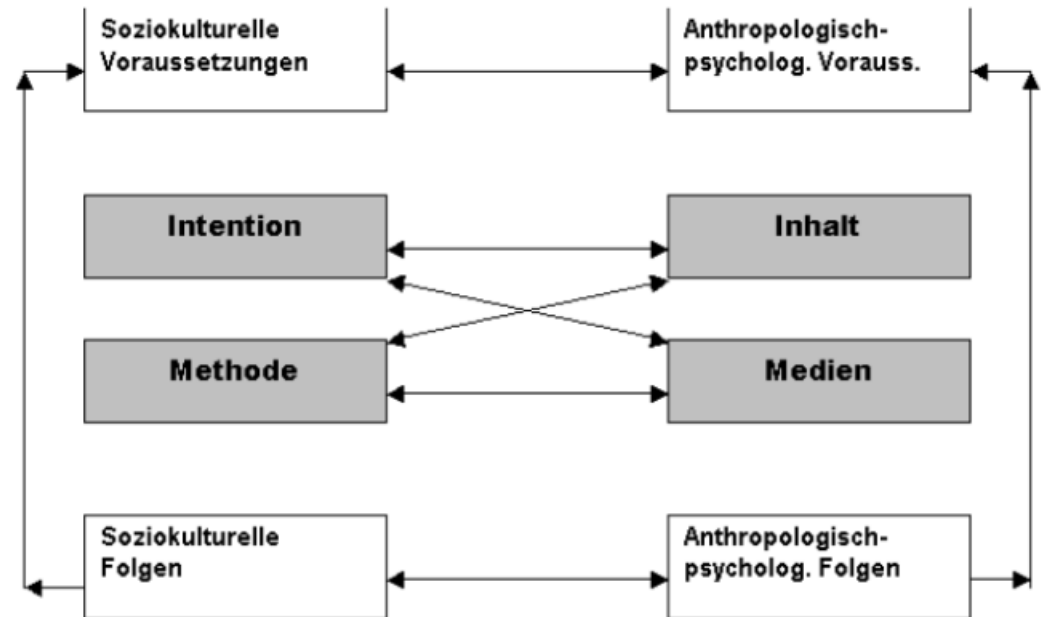 Soziokulturelle
Voraussetzungen
Anthropologisch-
psycholog. Vorauss.
Intention
Inhalt
Methode
Medien
Soziokulturelle
Folgen
Anthropologisch-
psycholog. Folgen